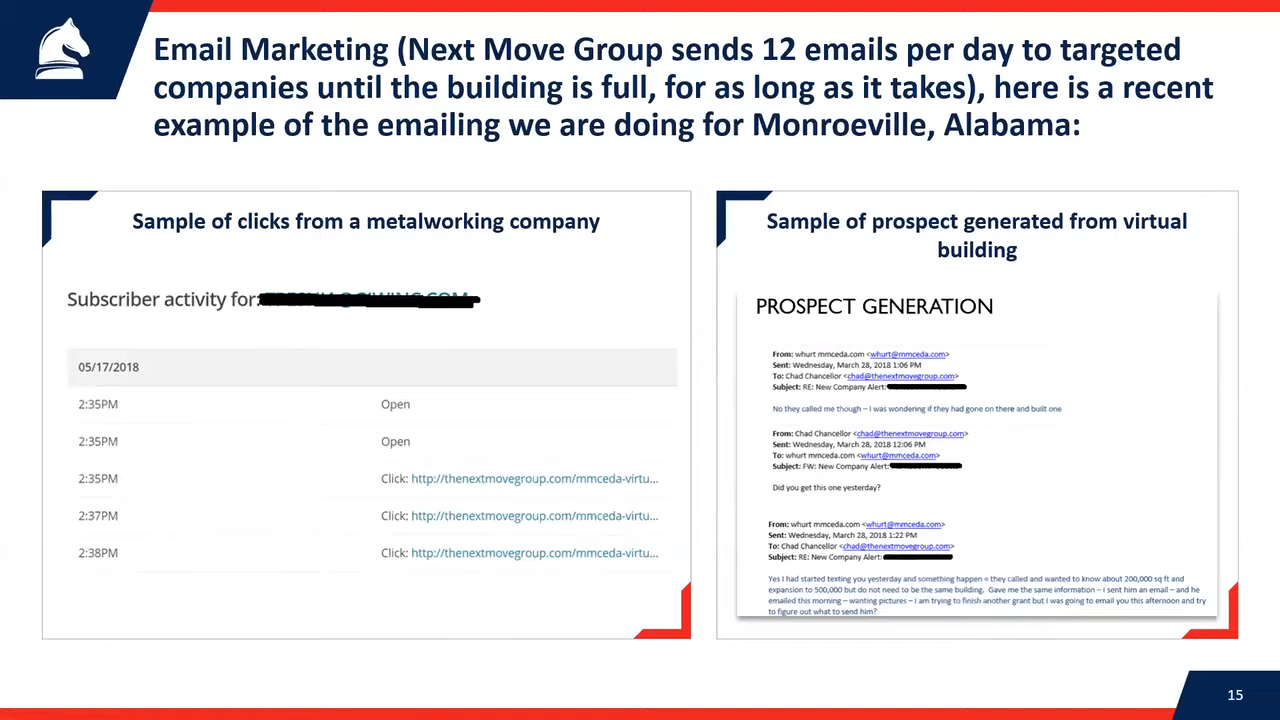 Email Marketing (Next Move Group sends 12 emails per day to targeted
companies until the building is full, for as long as it takes), here is a recent
example of the emailing we are doing for Monroeville, Alabama:
Sample of clicks from a metalworking company
Subscriber activity for:
05/17/2018
2:35PM Open
2:35PM Open
2:35PM Click: http://thenextmovegroup.com/mmceda-virtu...
2:37PM Click: http://thenextmovegroup.com/mmceda-virtu...
2:38PM Click: http://thenextmovegroup.com/mmceda-virtu...
Sample of prospect generated from virtual
building
PROSPECT GENERATION
From: whurt mmceda.com <whurt@mmceda.com>
Sent: Wednesday, March 28, 2018 1:06 PM
To: Chad Chancellor <chad@thenextmovegroup.com>
Subject: RE: New Company Alert:
No they called me though – I was wondering if they had gone on there and built one
From: Chad Chancellor <chad@thenextmovegroup.com>
Sent: Wednesday, March 28, 2018 12:06 PM
To: whurt mmceda.com <whurt@mmceda.com>
Subject: FW: New Company Alert:
Did you get this one yesterday?
From: whurt mmceda.com <whurt@mmceda.com>
Sent: Wednesday, March 28, 2018 1:22 PM
To: Chad Chancellor <chad@thenextmovegroup.com>
Subject: RE: New Company Alert:
Yes I had started texting you yesterday and something happen = they called and wanted to know about 200,000 sq ft and
expansion to 500,000 but do not need to be the same building. Gave me the same information – I sent him an email – and he
emailed this morning – wanting pictures – I am trying to finish another grant but I was going to email you this afternoon and try
to figure out what to send him?
15